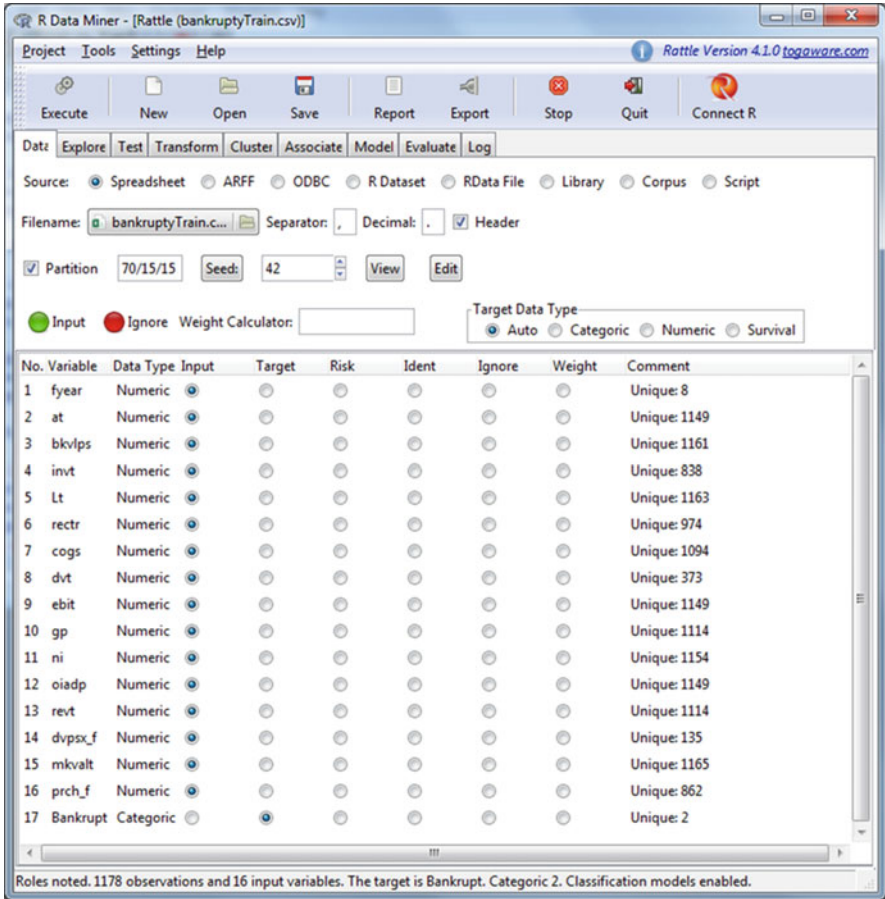 R Data Miner - [Rattle (bankruptyTrain.csv)]
Project Tools Settings Help Rattle Version 4.1.0 togaware.com
Execute New Open Save Report Export Stop Quit Connect R
Data Explore Test Transform Cluster Associate Model Evaluate Log
Source: Spreadsheet ARFF ODBC R Dataset RData File Library Corpus Script
Filename: bankruptyTrain.c... Separator: , Decimal: . Header
Partition 70/15/15 Seed: 42 View Edit
Input Ignore Weight Calculator: Target Data Type
Auto Categoric Numeric Survival
No. Variable Data Type Input Target Risk Ident Ignore Weight Comment
1 fyear Numeric Unique: 8
2 at Numeric Unique: 1149
3 bkvlps Numeric Unique: 1161
4 invt Numeric Unique: 838
5 Lt Numeric Unique: 1163
6 rectr Numeric Unique: 974
7 cogs Numeric Unique: 1094
8 dvt Numeric Unique: 373
9 ebit Numeric Unique: 1149
10 gp Numeric Unique: 1114
11 ni Numeric Unique: 1154
12 oiadp Numeric Unique: 1149
13 revt Numeric Unique: 1114
14 dvpsx_f Numeric Unique: 135
15 mkvalt Numeric Unique: 1165
16 prch_f Numeric Unique: 862
17 Bankrupt Categoric Unique: 2
Roles noted. 1178 observations and 16 input variables. The target is Bankrupt. Categoric 2. Classification models enabled.